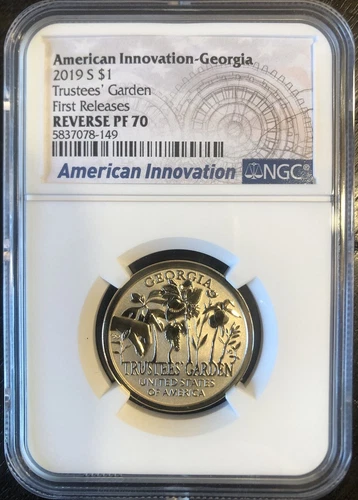 American Innovation-Georgia
2019 S $1
Trustees' Garden
First Releases
REVERSE PF 70
5837078-149
American Innovation NGC
GEORGIA
TRUSTEES' GARDEN
UNITED STATES
OF AMERICA